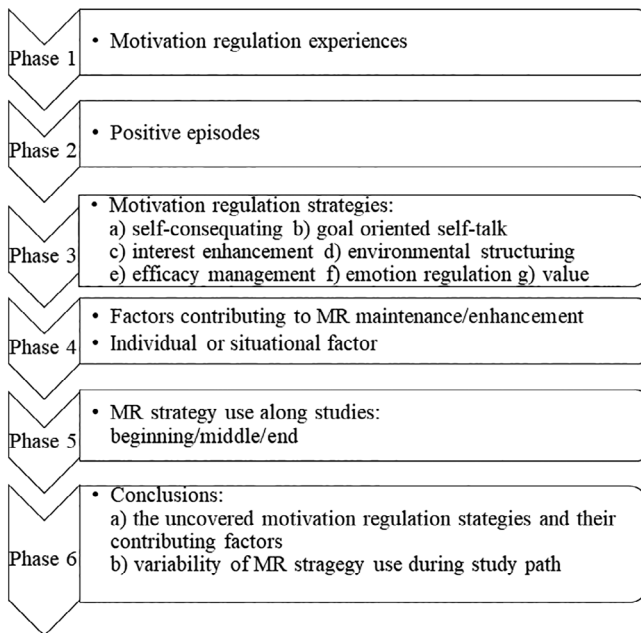 Phase 1
• Motivation regulation experiences
Phase 2
• Positive episodes
Phase 3
• Motivation regulation strategies:
a) self-consequating b) goal oriented self-talk
c) interest enhancement d) environmental structuring
e) efficacy management f) emotion regulation g) value
Phase 4
• Factors contributing to MR maintenance/enhancement
• Individual or situational factor
Phase 5
• MR strategy use along studies:
beginning/middle/end
Phase 6
• Conclusions:
a) the uncovered motivation regulation stategies and their
contributing factors
b) variability of MR stragegy use during study path